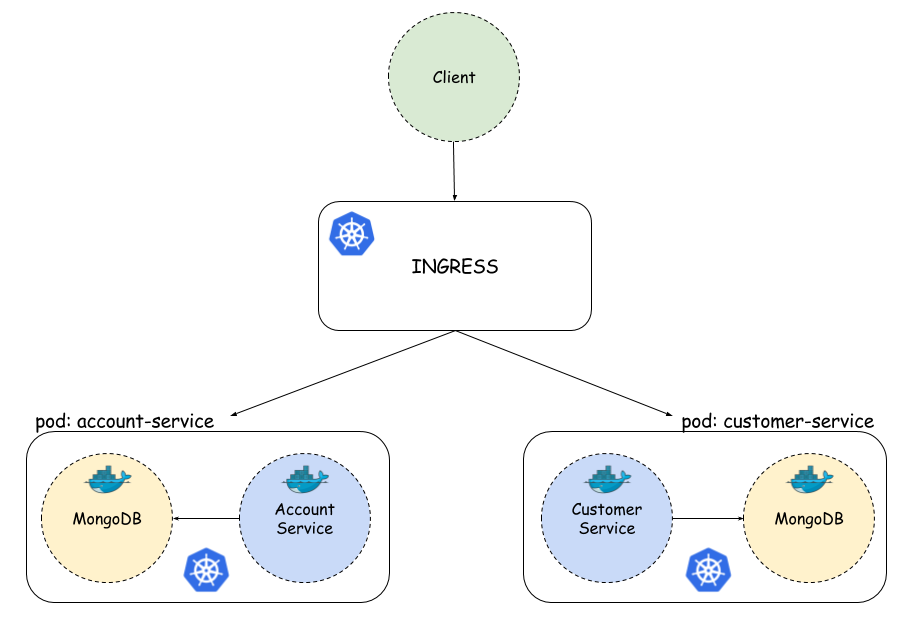 Client
INGRESS
pod: account-service
pod: customer-service
MongoDB
Account
Service
Customer
Service
MongoDB